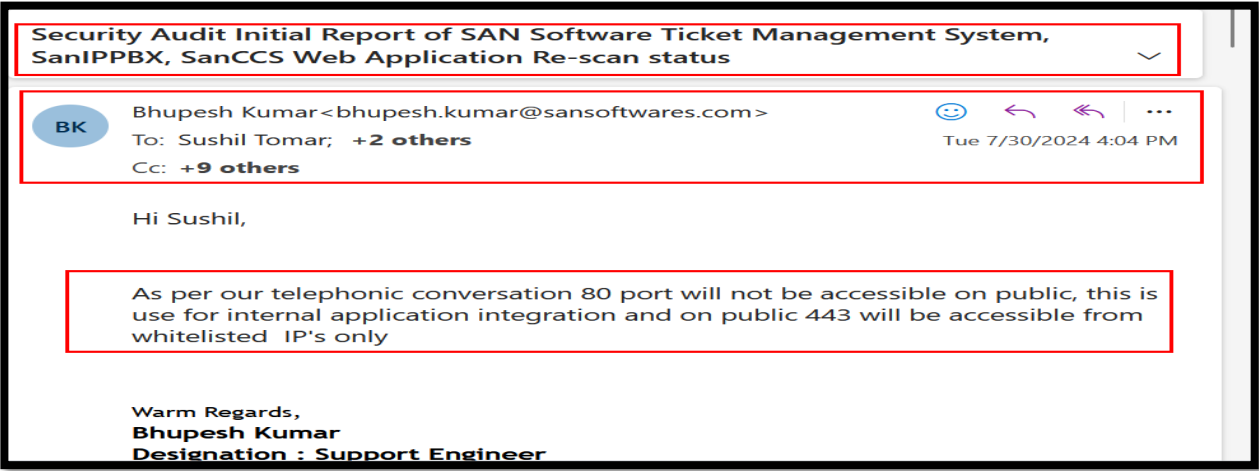 Security Audit Initial Report of SAN Software Ticket Management System,
SanIPPBX, SanCCS Web Application Re-scan status
BK
Bhupesh Kumar<bhupesh.kumar@sansoftwares.com>
To: Sushil Tomar; +2 others
Tue 7/30/2024 4:04 PM
Cc: +9 others
Hi Sushil,
As per our telephonic conversation 80 port will not be accessible on public, this is
use for internal application integration and on public 443 will be accessible from
whitelisted IP's only
Warm Regards,
Bhupesh Kumar
Designation : Support Engineer